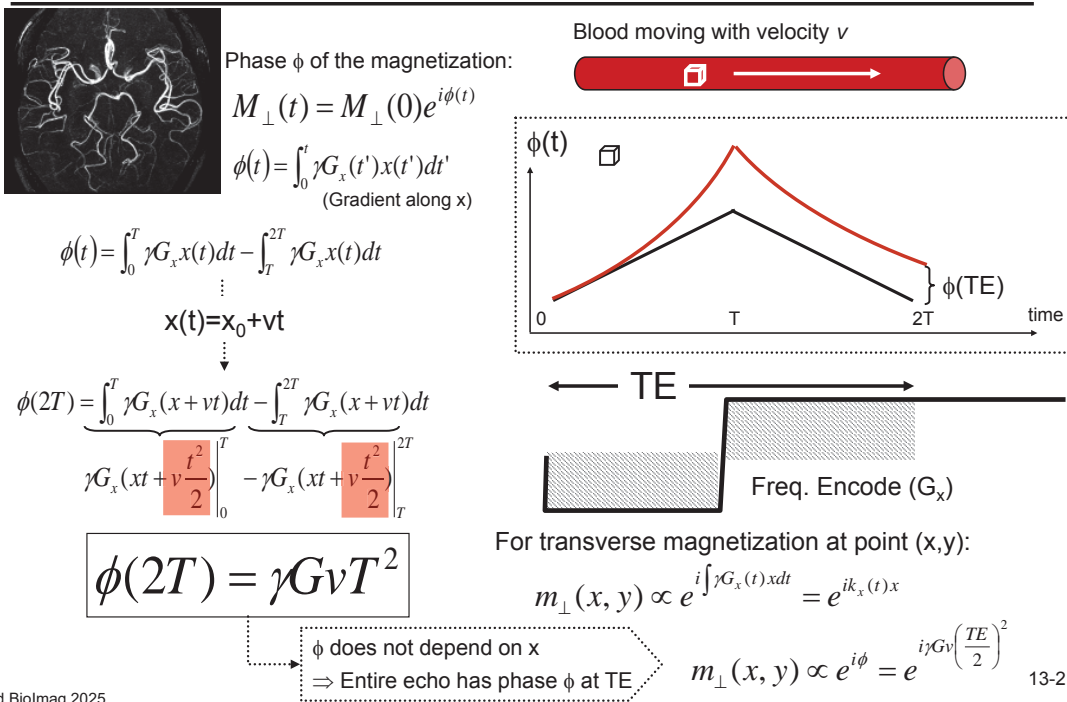 Blood moving with velocity v
Phase ϕ of the magnetization:
M⊥(t) = M⊥(0)e^{iϕ(t)}
ϕ(t) = ∫_0^t γG_x(t')x(t')dt'
(Gradient along x)
ϕ(t) = ∫_0^T γG_x x(t)dt − ∫_T^{2T} γG_x x(t)dt
x(t)=x₀+vt
ϕ(2T) = ∫_0^T γG_x(x+vt)dt − ∫_T^{2T} γG_x(x+vt)dt
γG_x(xt + v t²/2)|_0^T − γG_x(xt + v t²/2)|_T^{2T}
ϕ(2T) = γGvT²
ϕ does not depend on x
⇒ Entire echo has phase ϕ at TE
ϕ(t)
ϕ(TE)
0 T 2T time
TE
Freq. Encode (G_x)
For transverse magnetization at point (x,y):
m⊥(x, y) ∝ e^{i∫γG_x(t)xdt} = e^{ik_x(t)x}
m⊥(x, y) ∝ e^{iϕ} = e^{iγGv(TE/2)²}
13-2
BioImag 2025